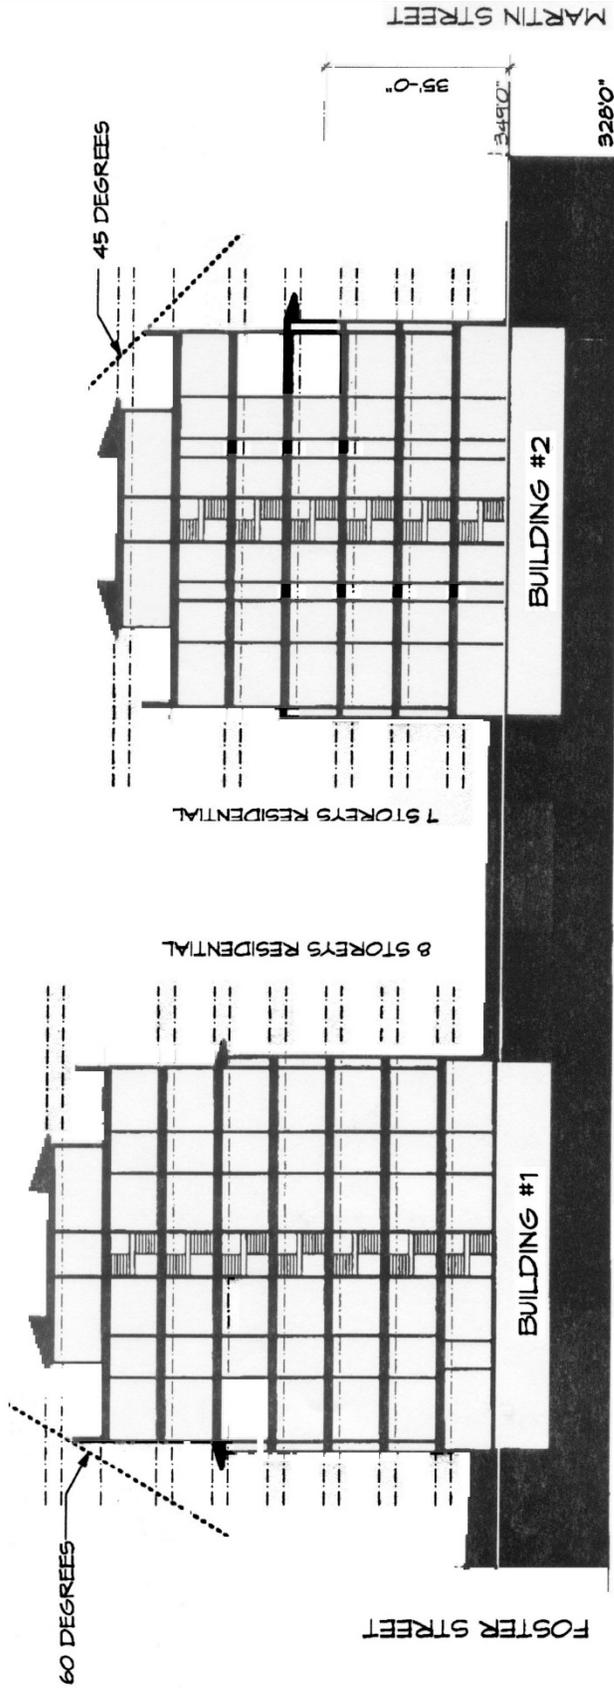 60 DEGREES
45 DEGREES
FOSTER STREET
8 STOREYS RESIDENTIAL
7 STOREYS RESIDENTIAL
MARTIN STREET
35'-0"
349'0"
328'0"
BUILDING #1
BUILDING #2